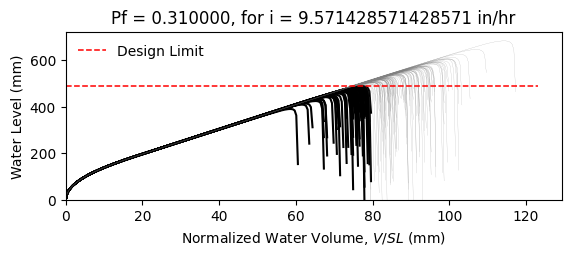 Pf = 0.310000, for i = 9.571428571428571 in/hr
Design Limit
Water Level (mm)
600
400
200
0
0 20 40 60 80 100 120
Normalized Water Volume, V/SL (mm)